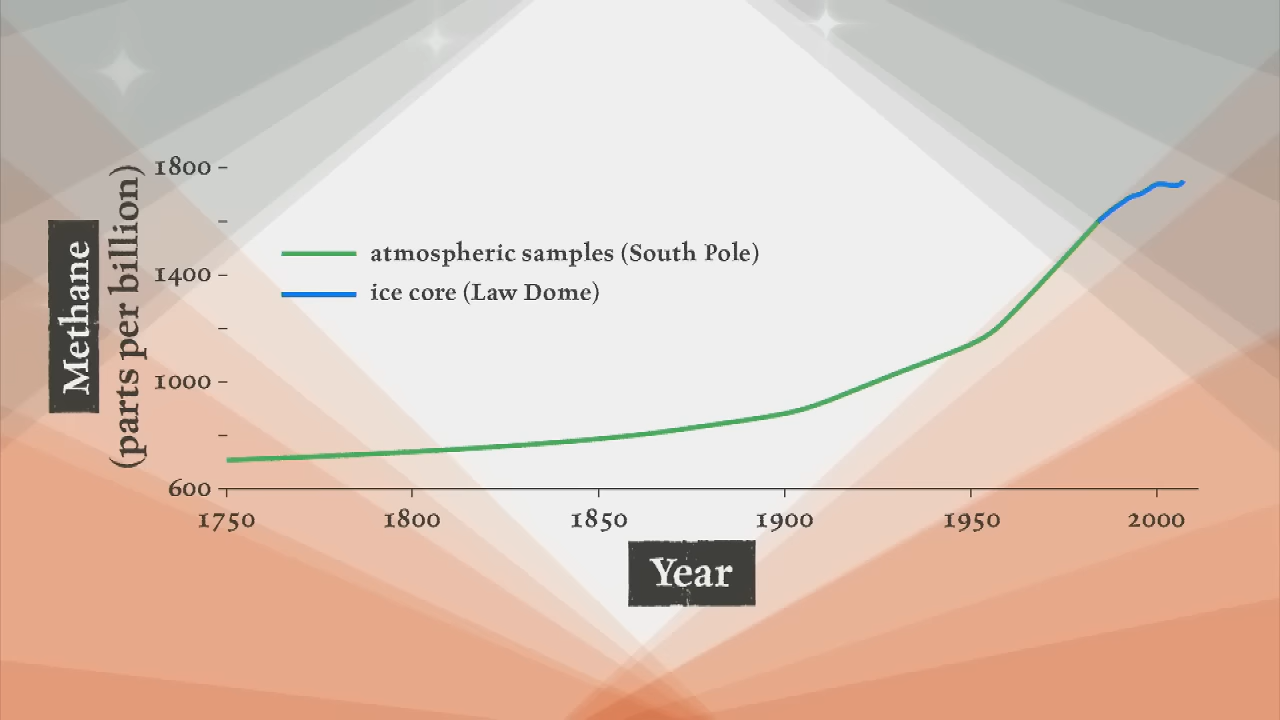 Methane
(parts per billion)
1800
1400
1000
600
atmospheric samples (South Pole)
ice core (Law Dome)
1750 1800 1850 1900 1950 2000
Year